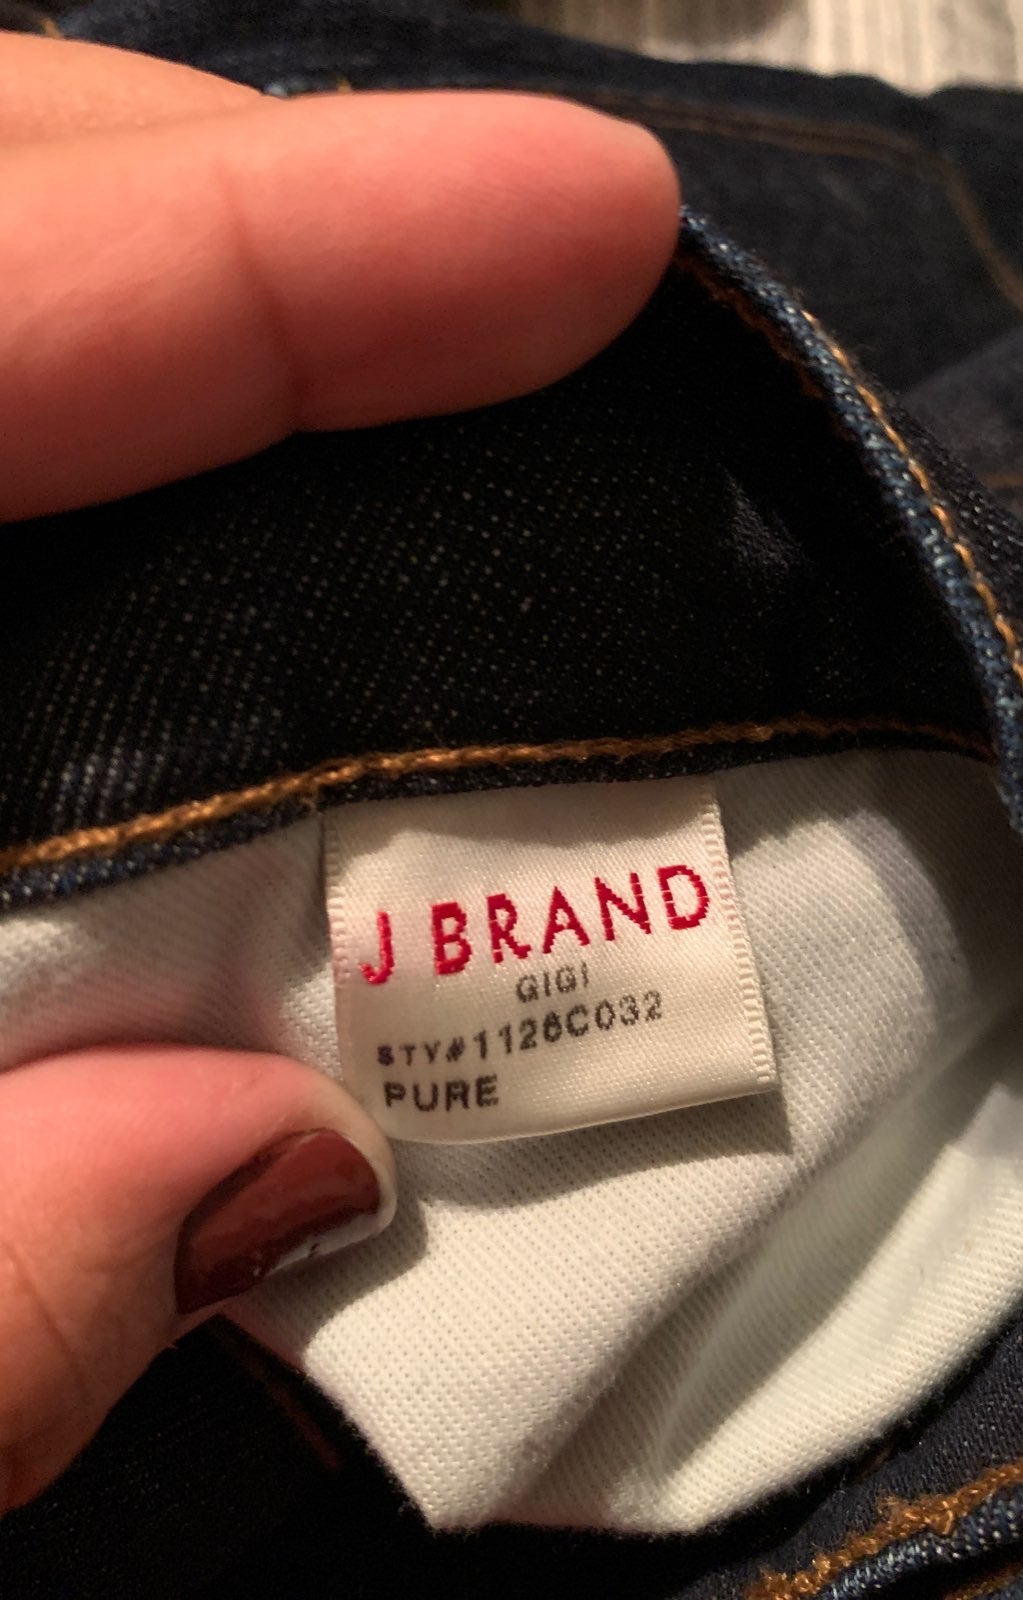 J BRAND
GIGI
STY#1126C032
PURE